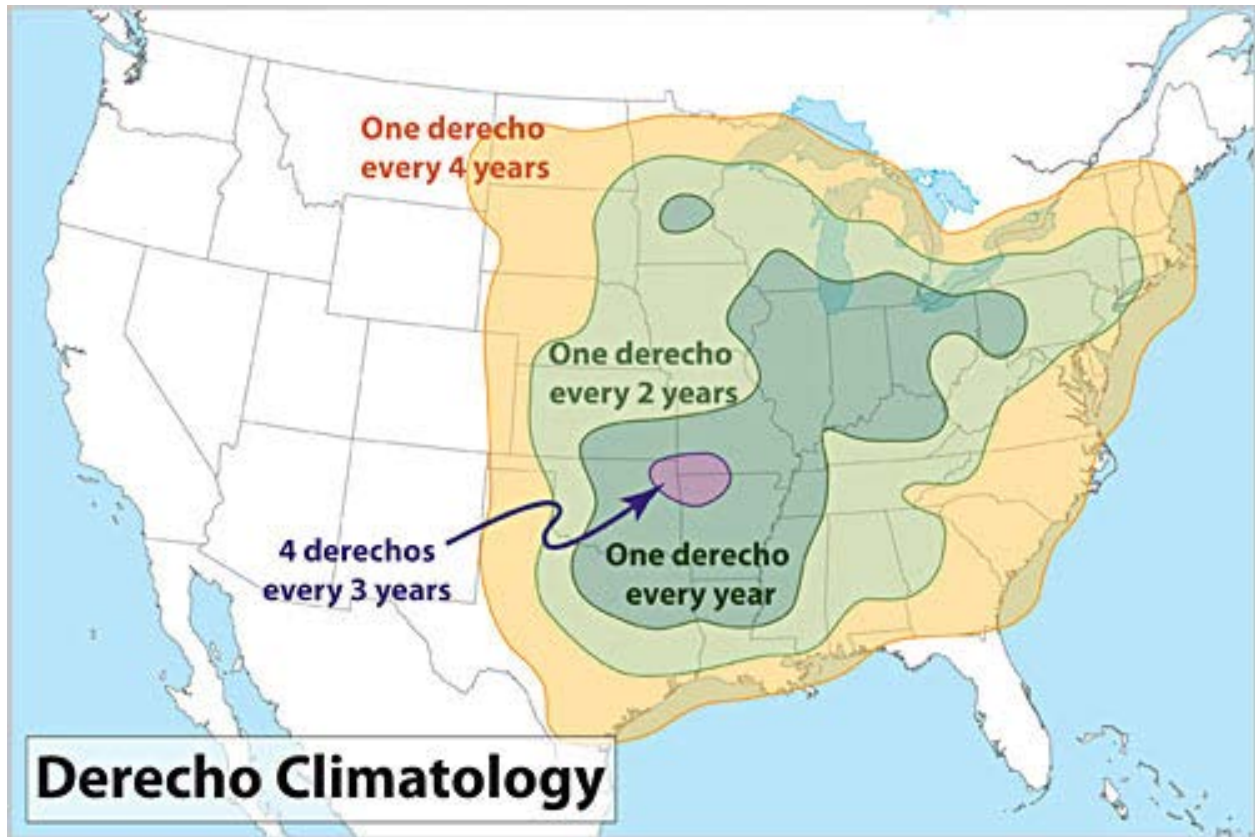 One derecho
every 4 years
One derecho
every 2 years
4 derechos
every 3 years
One derecho
every year
Derecho Climatology